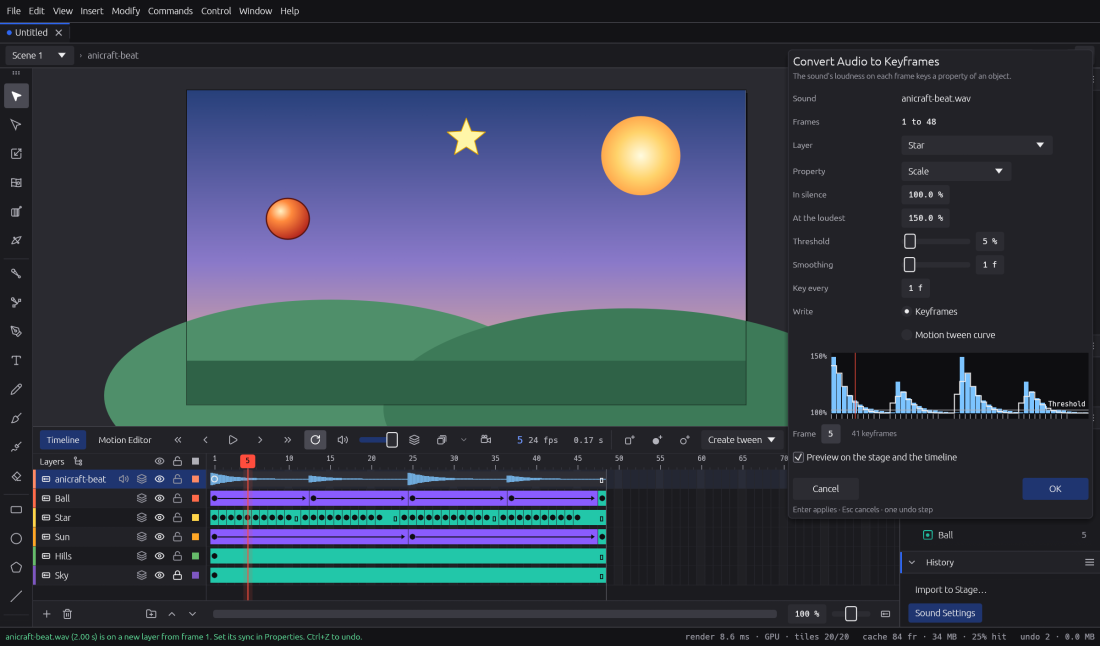 File Edit View Insert Modify Commands Control Window Help
Untitled
Scene 1 › anicraft-beat
Convert Audio to Keyframes
The sound's loudness on each frame keys a property of an object.
Sound anicraft-beat.wav
Frames 1 to 48
Layer Star
Property Scale
In silence 100.0 %
At the loudest 150.0 %
Threshold 5 %
Smoothing 1 f
Key every 1 f
Write Keyframes
Motion tween curve
150%
Threshold
100%
Frame 5 41 keyframes
Preview on the stage and the timeline
Cancel OK
Enter applies · Esc cancels · one undo step
Timeline Motion Editor 5 24 fps 0.17 s Create tween
Layers 1 5 10 15 20 25 30 35 40 45 50 55 60 65 70
anicraft-beat
Ball
Star
Sun
Hills
Sky
100 %
Ball 5
History
Import to Stage...
Sound Settings
anicraft-beat.wav (2.00 s) is on a new layer from frame 1. Set its sync in Properties. Ctrl+Z to undo.
render 8.6 ms · GPU · tiles 20/20 cache 84 fr · 34 MB · 25% hit undo 2 · 0.0 MB